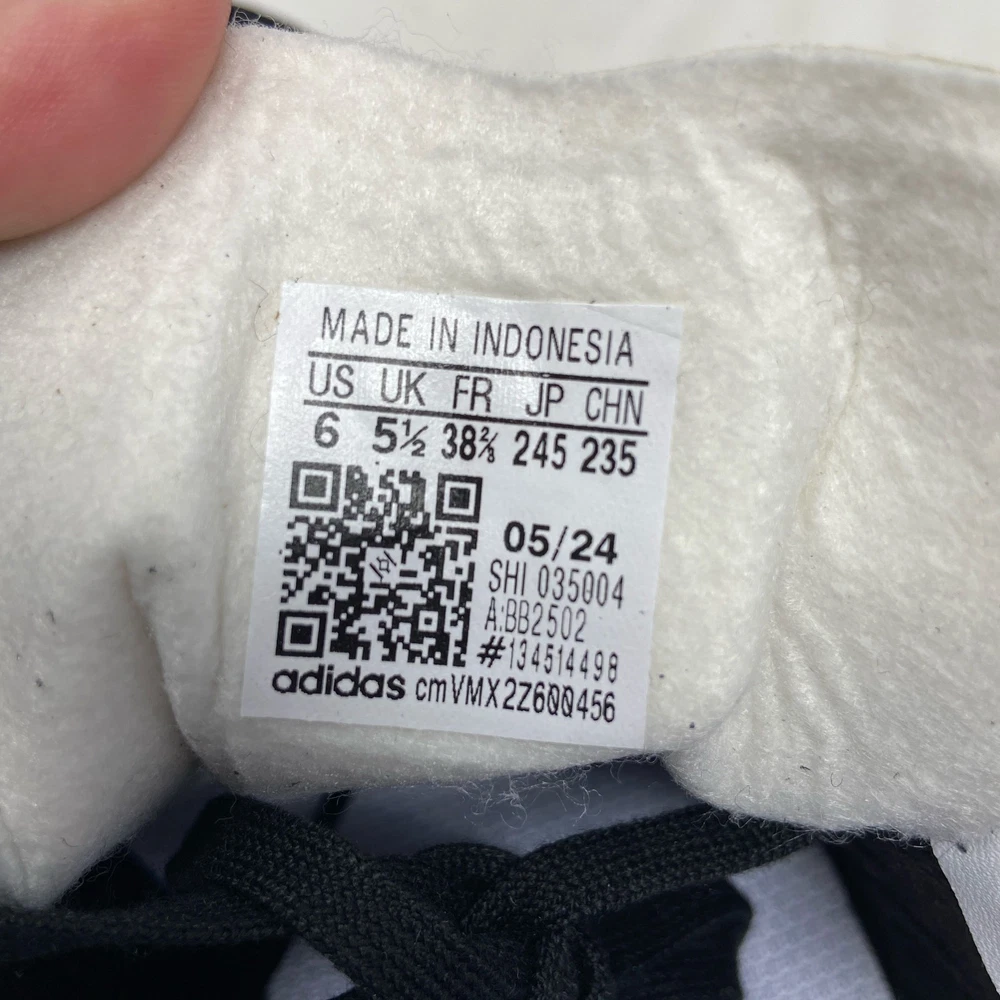 MADE IN INDONESIA
US UK FR JP CHN
6 5½ 38⅔ 245 235
05/24
SHI 035004
A:BB2502
#134514498
adidas cmVMX2Z600456